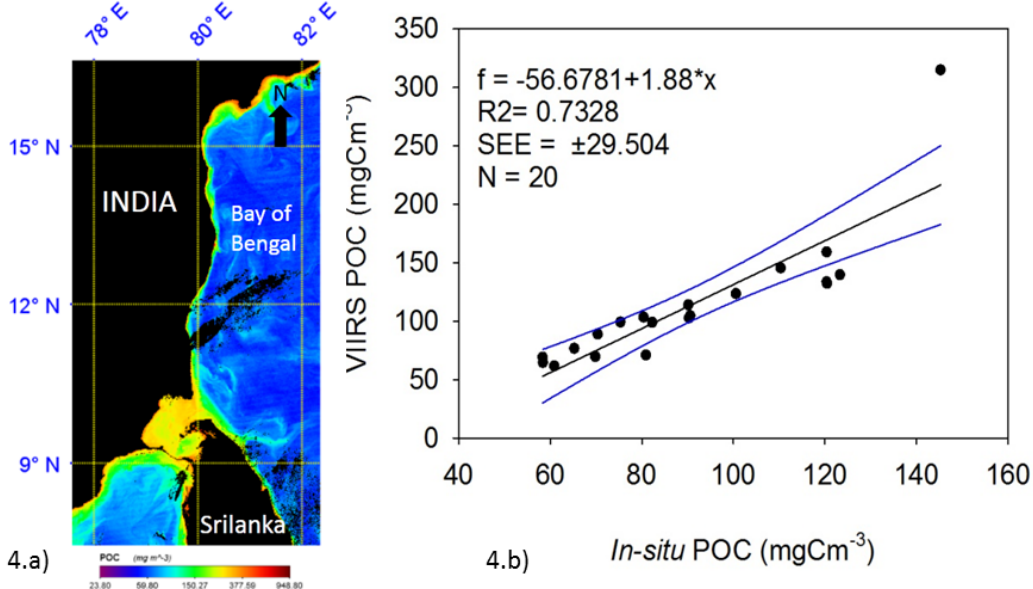 78° E
80° E
82° E
15° N
12° N
9° N
N
INDIA
Bay of
Bengal
Srilanka
POC (mg m^-3)
23.80 59.80 150.27 377.59 948.80
4.a)
350
300
250
200
150
100
50
0
VIIRS POC (mgCm⁻³)
f = -56.6781+1.88*x
R2= 0.7328
SEE = ±29.504
N = 20
40 60 80 100 120 140 160
In-situ POC (mgCm⁻³)
4.b)